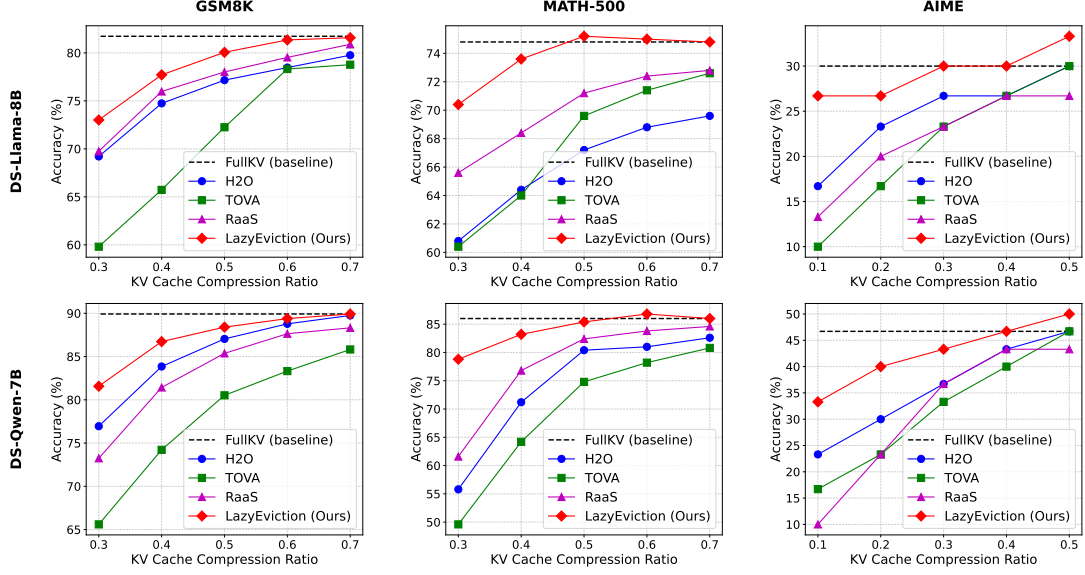 GSM8K
MATH-500
AIME
DS-Llama-8B
Accuracy (%)
80
75
70
65
60
FullKV (baseline)
H2O
TOVA
RaaS
LazyEviction (Ours)
0.3 0.4 0.5 0.6 0.7
KV Cache Compression Ratio
Accuracy (%)
74
72
70
68
66
64
62
60
FullKV (baseline)
H2O
TOVA
RaaS
LazyEviction (Ours)
0.3 0.4 0.5 0.6 0.7
KV Cache Compression Ratio
Accuracy (%)
30
25
20
15
10
FullKV (baseline)
H2O
TOVA
RaaS
LazyEviction (Ours)
0.1 0.2 0.3 0.4 0.5
KV Cache Compression Ratio
DS-Qwen-7B
Accuracy (%)
90
85
80
75
70
65
FullKV (baseline)
H2O
TOVA
RaaS
LazyEviction (Ours)
0.3 0.4 0.5 0.6 0.7
KV Cache Compression Ratio
Accuracy (%)
85
80
75
70
65
60
55
50
FullKV (baseline)
H2O
TOVA
RaaS
LazyEviction (Ours)
0.3 0.4 0.5 0.6 0.7
KV Cache Compression Ratio
Accuracy (%)
50
45
40
35
30
25
20
15
10
FullKV (baseline)
H2O
TOVA
RaaS
LazyEviction (Ours)
0.1 0.2 0.3 0.4 0.5
KV Cache Compression Ratio